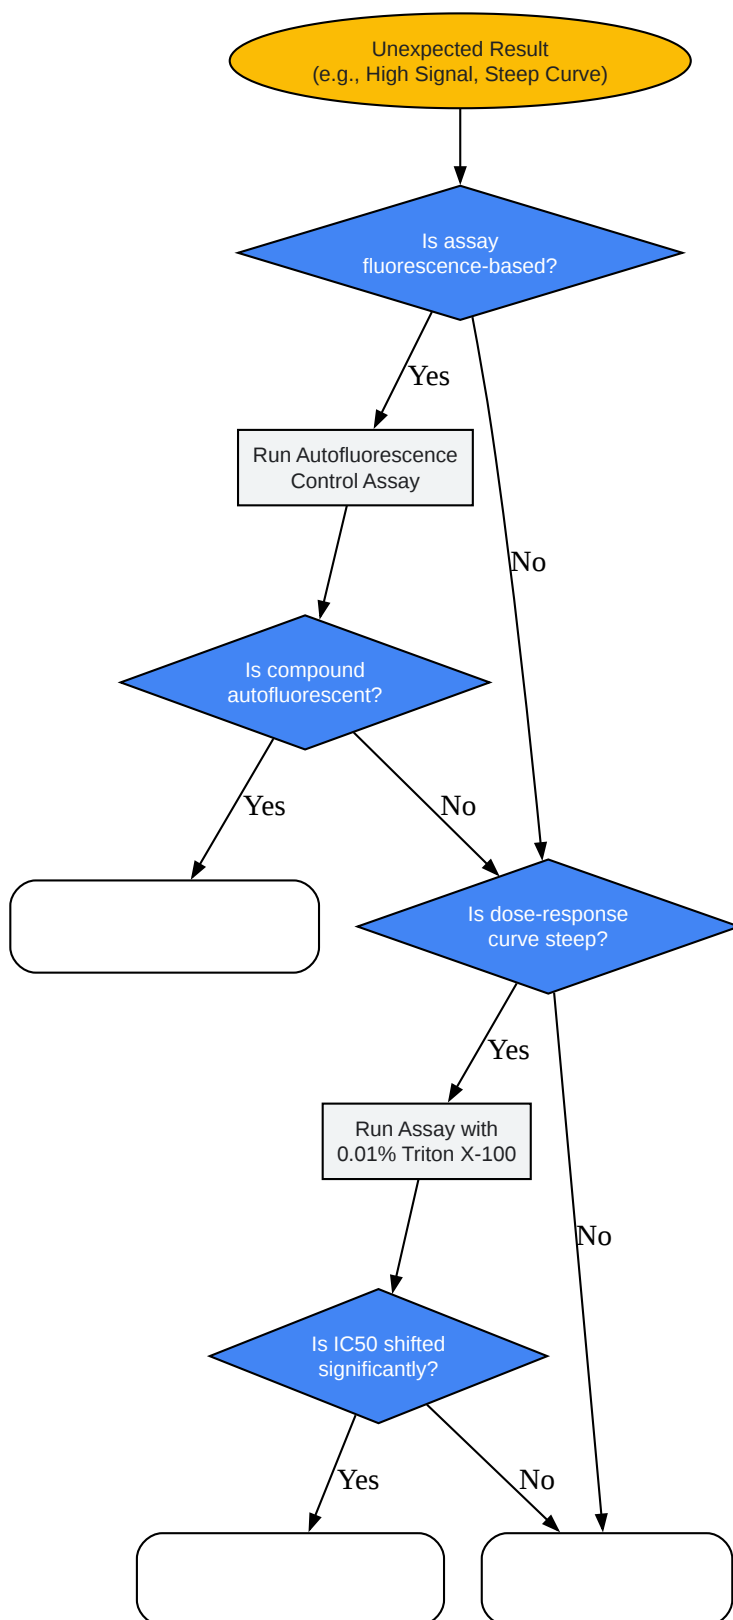 Unexpected Result
(e.g., High Signal, Steep Curve)
Is assay
fluorescence-based?
Yes
Run Autofluorescence
Control Assay
No
Is compound
autofluorescent?
Yes
No
Is dose-response
curve steep?
Yes
Run Assay with
0.01% Triton X-100
No
Is IC50 shifted
significantly?
Yes
No